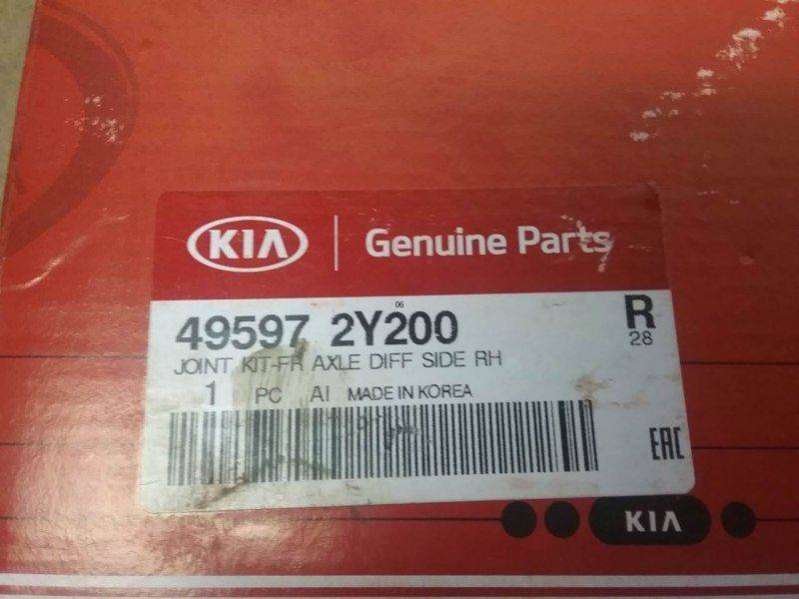 KIA Genuine Parts
06
49597 2Y200 R
JOINT KIT-FR AXLE DIFF SIDE RH 28
1 PC AI MADE IN KOREA
EAC
KIA